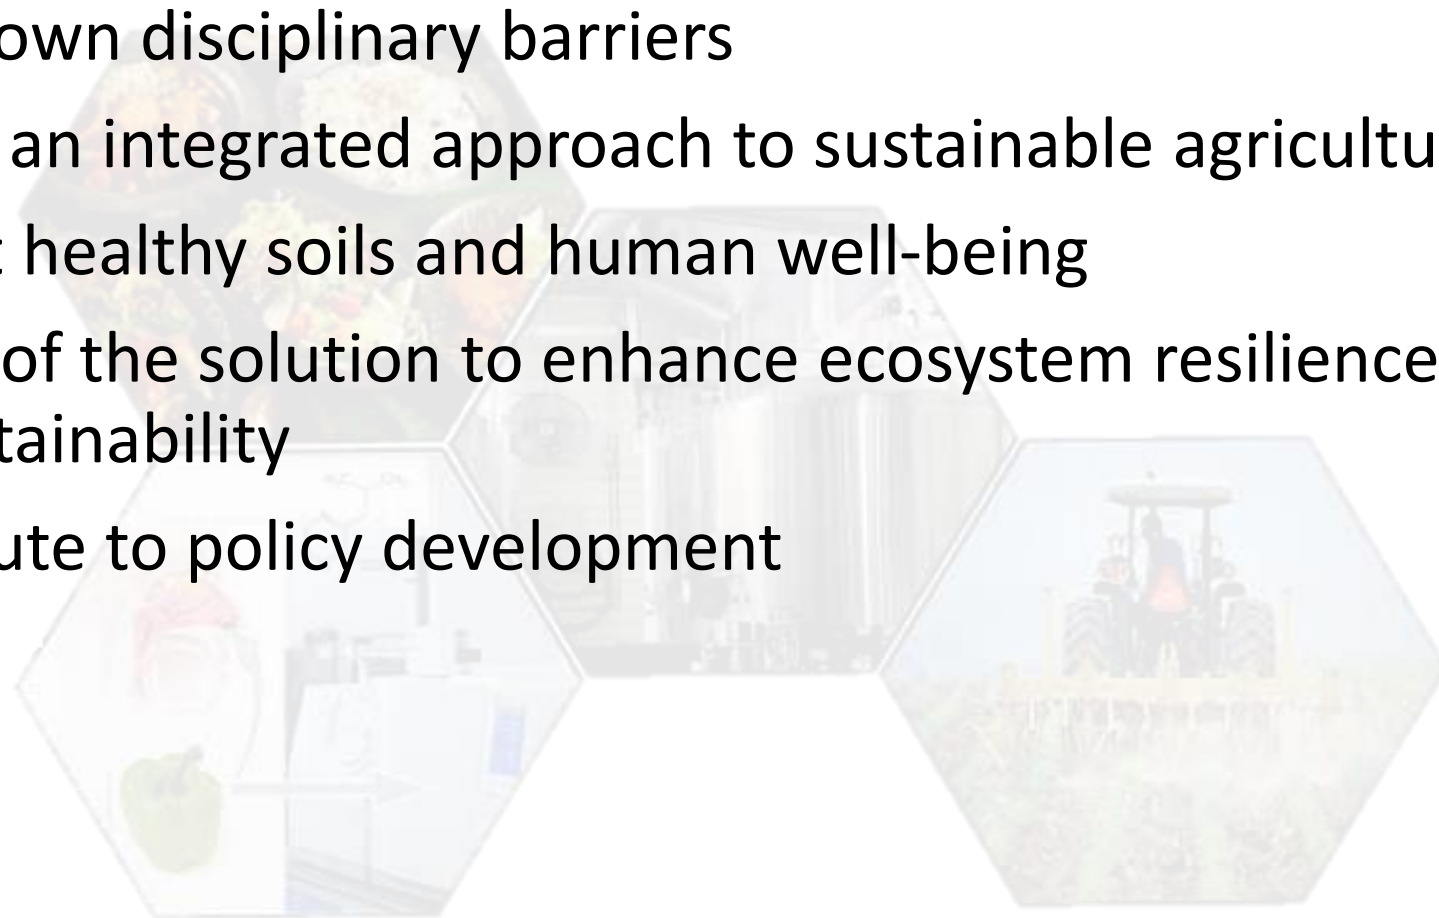 own disciplinary barriers
an integrated approach to sustainable agricultu
healthy soils and human well-being
of the solution to enhance ecosystem resilience
tainability
ute to policy development